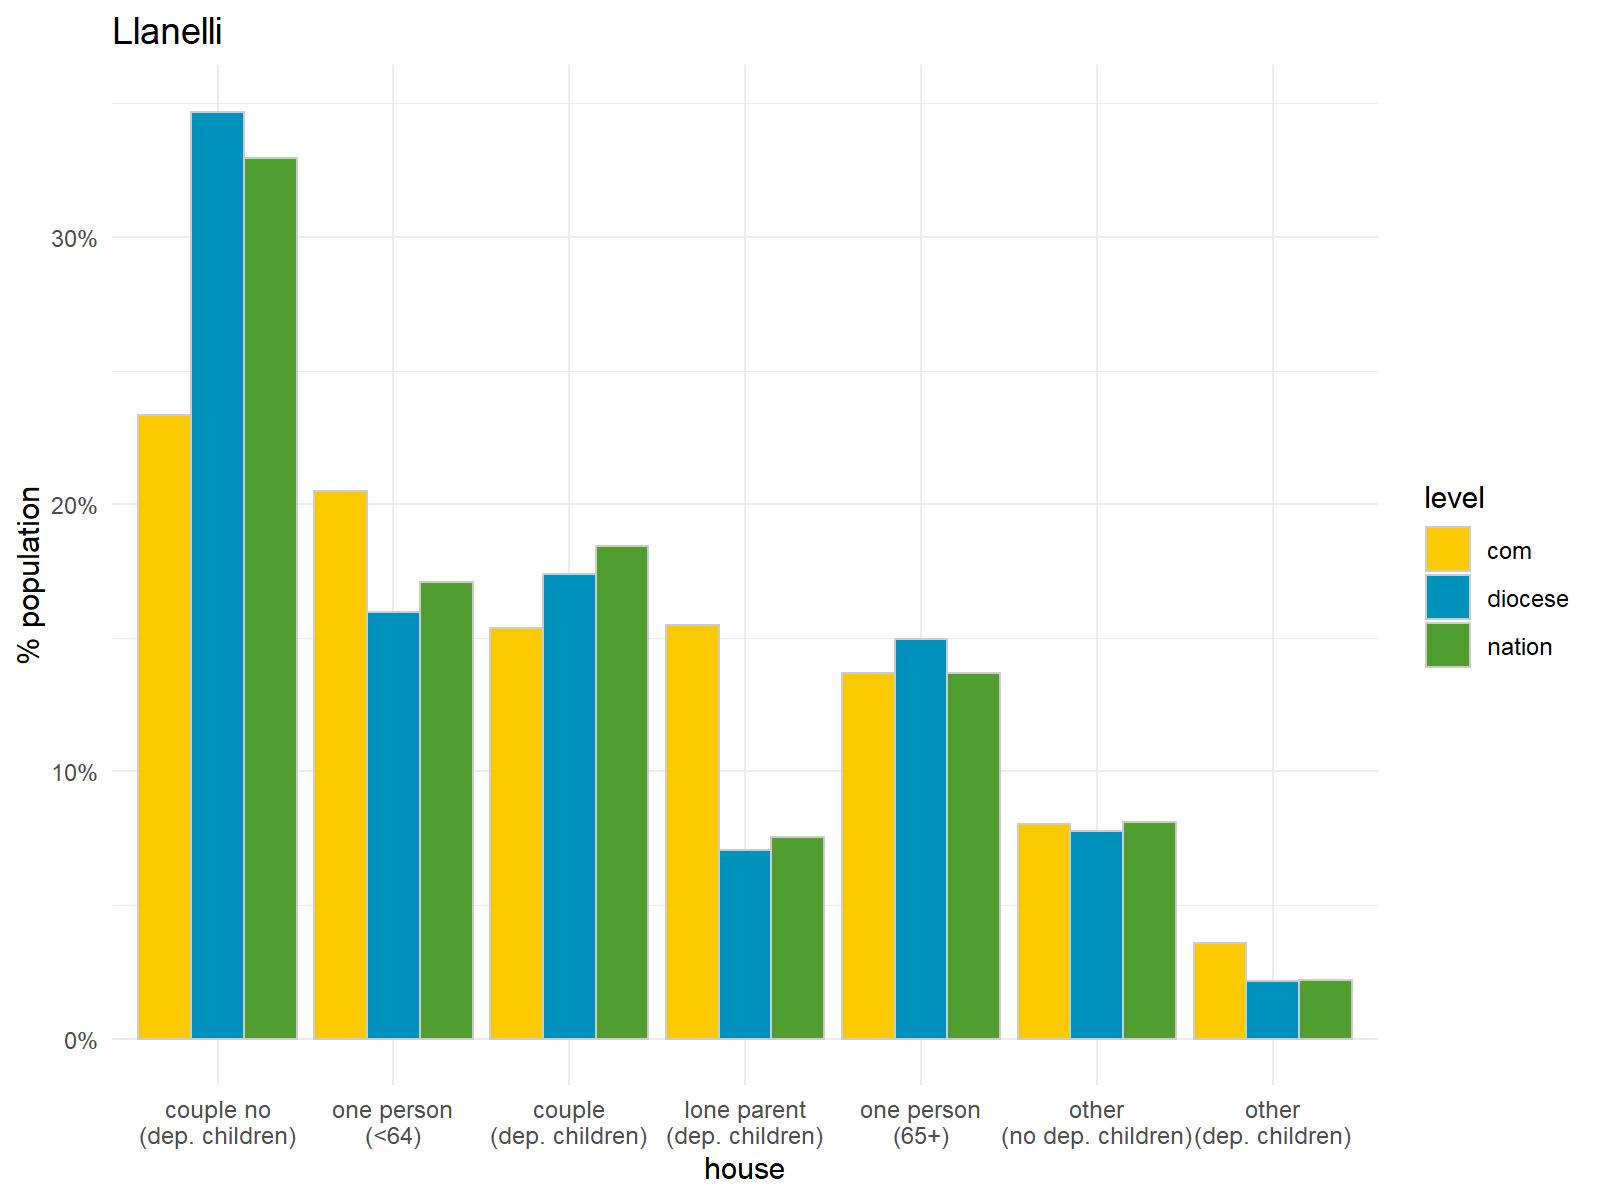 Llanelli
30%
20%
10%
0%
% population
couple no
(dep. children)
one person
(<64)
couple
(dep. children)
lone parent
(dep. children)
one person
(65+)
other
(no dep. children)
other
(dep. children)
house
level
com
diocese
nation